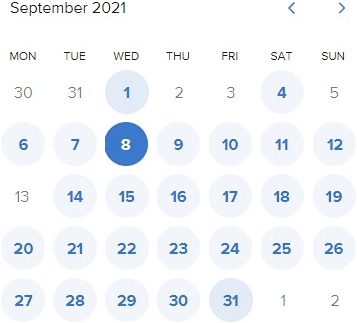 September 2021
MON TUE WED THU FRI SAT SUN
30 31 1 2 3 4 5
6 7 8 9 10 11 12
13 14 15 16 17 18 19
20 21 22 23 24 25 26
27 28 29 30 31 1 2